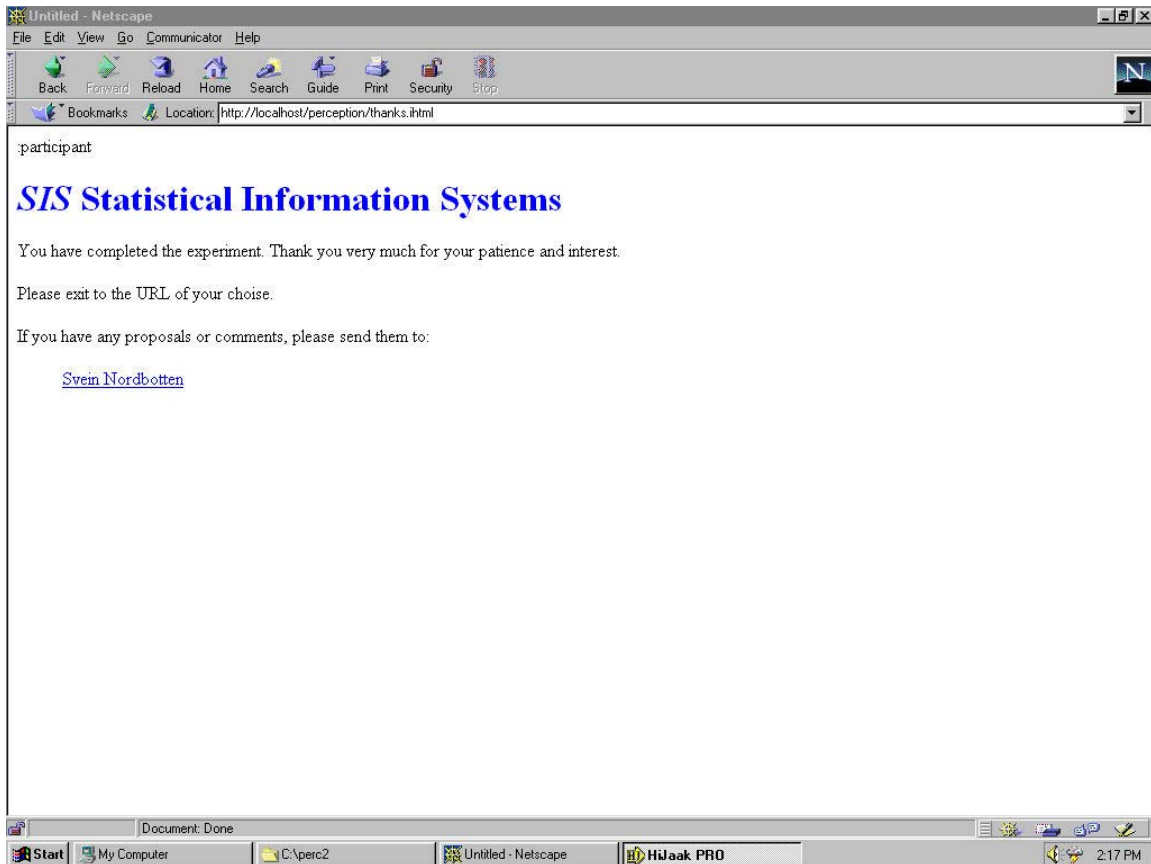 Untitled - Netscape
File Edit View Go Communicator Help
Back Forward Reload Home Search Guide Print Security Stop
N
Bookmarks Location: http://localhost/perception/thanks.ihtml
:participant
SIS Statistical Information Systems
You have completed the experiment. Thank you very much for your patience and interest.
Please exit to the URL of your choise.
If you have any proposals or comments, please send them to:
Svein Nordbotten
Document: Done
Start My Computer C:\perc2 Untitled - Netscape HiJaak PRO 2:17 PM